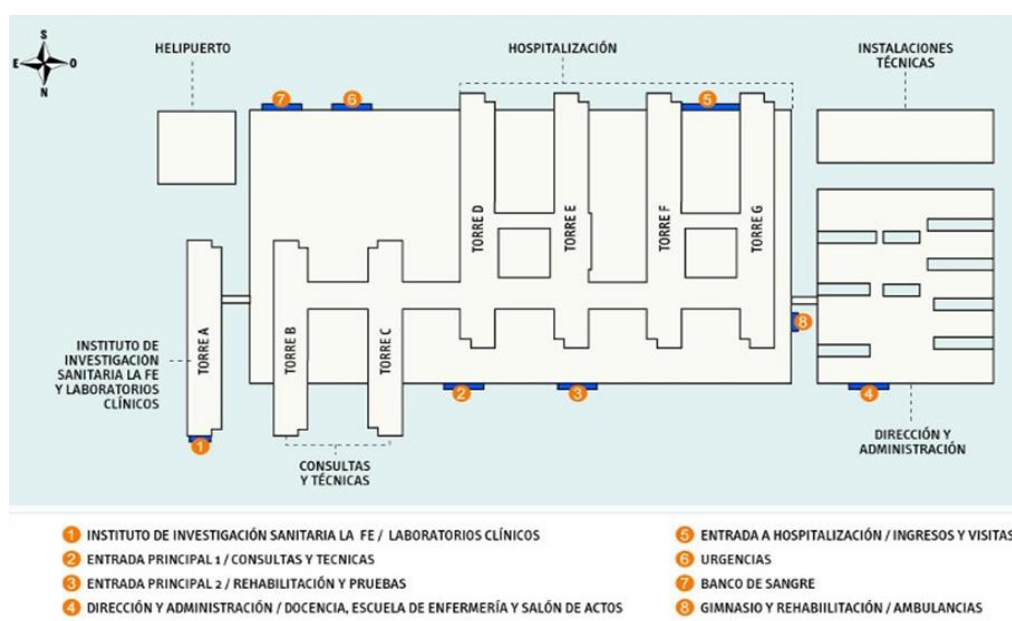 S
HELIPUERTO
HOSPITALIZACIÓN
INSTALACIONES
TÉCNICAS
E
O
N
7
6
5
TORRE D
TORRE E
TORRE F
TORRE G
TORRE A
TORRE B
TORRE C
8
INSTITUTO DE
INVESTIGACIÓN
SANITARIA LA FE
Y LABORATORIOS
CLÍNICOS
2
3
4
1
CONSULTAS
Y TÉCNICAS
DIRECCIÓN Y
ADMINISTRACIÓN
1 INSTITUTO DE INVESTIGACIÓN SANITARIA LA FE / LABORATORIOS CLÍNICOS
2 ENTRADA PRINCIPAL 1 / CONSULTAS Y TECNICAS
3 ENTRADA PRINCIPAL 2 / REHABILITACIÓN Y PRUEBAS
4 DIRECCIÓN Y ADMINISTRACIÓN / DOCENCIA, ESCUELA DE ENFERMERÍA Y SALÓN DE ACTOS
5 ENTRADA A HOSPITALIZACIÓN / INGRESOS Y VISITAS
6 URGENCIAS
7 BANCO DE SANGRE
8 GIMNASIO Y REHABIILITACIÓN / AMBULANCIAS